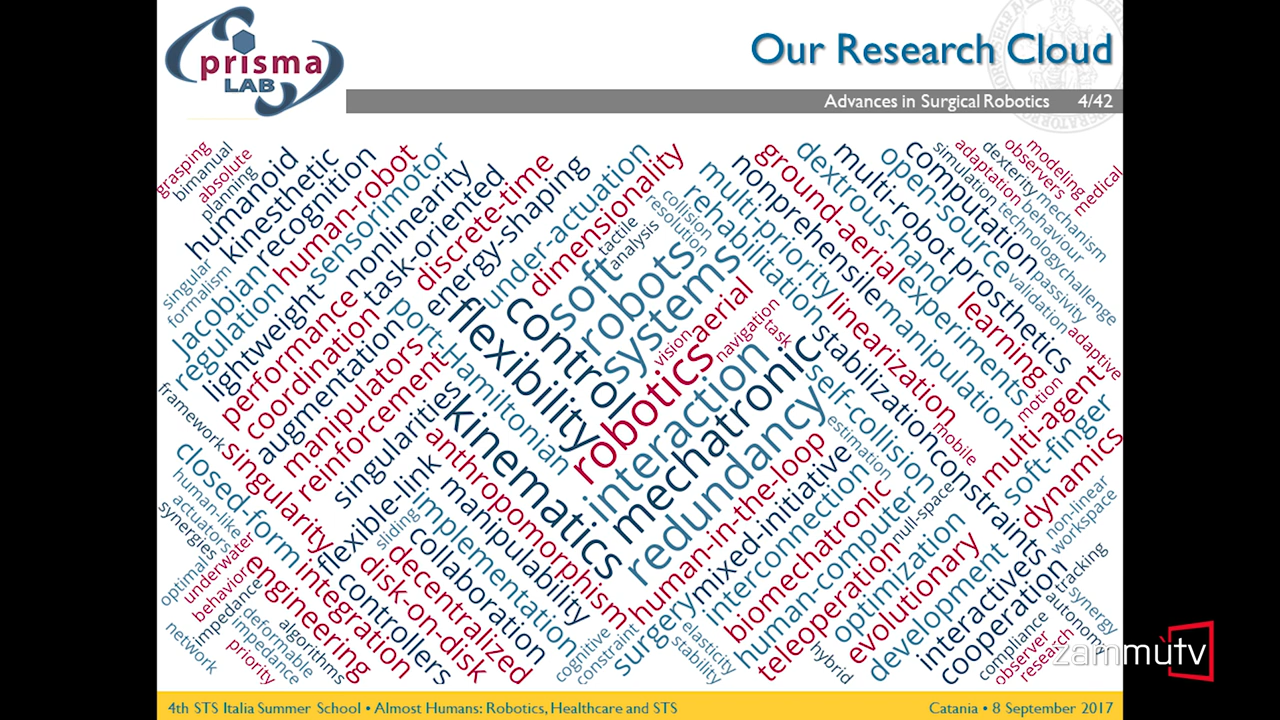 prisma
LAB
Our Research Cloud
Advances in Surgical Robotics 4/42
grasping
bimanual
absolute
planning
humanoid
kinesthetic
recognition
human-robot
sensorimotor
nonlinearity
task-oriented
discrete-time
energy-shaping
under-actuation
dimensionality
singular
formalism
Jacobian
regulation
lightweight
performance
coordination
augmentation
manipulators
reinforcement
singularities
port-Hamiltonian
flexibility
control
soft
robots
systems
tactile
analysis
collision
resolution
rehabilitation
multi-priority
nonprehensile
ground-aerial
dextrous-hand
multi-robot
open-source
computation
simulation
adaptation
dexterity
observers
modeling
medical
mechanism
behaviour
technology
challenge
passivity
validation
prosthetics
experiments
learning
manipulation
linearization
stabilization
adaptive
motion
multi-agent
soft-finger
dynamics
mobile
constraints
self-collision
estimation
vision
aerial
navigation
task
robotics
interaction
mechatronic
redundancy
kinematics
anthropomorphism
manipulability
implementation
collaboration
decentralized
disk-on-disk
flexible-link
sliding
controllers
integration
engineering
singularity
closed-form
framework
human-like
actuators
synergies
optimal
underwater
behavior
impedance
network
deformable
impedance
priority
algorithms
human-in-the-loop
mixed-initiative
interconnection
biomechatronic
human-computer
teleoperation
null-space
optimization
evolutionary
development
interactive
cooperation
surgery
elasticity
stability
cognitive
constraint
hybrid
non-linear
workspace
tracking
synergy
autonomy
compliance
observer
research
zammùtv
4th STS Italia Summer School • Almost Humans: Robotics, Healthcare and STS
Catania • 8 September 2017